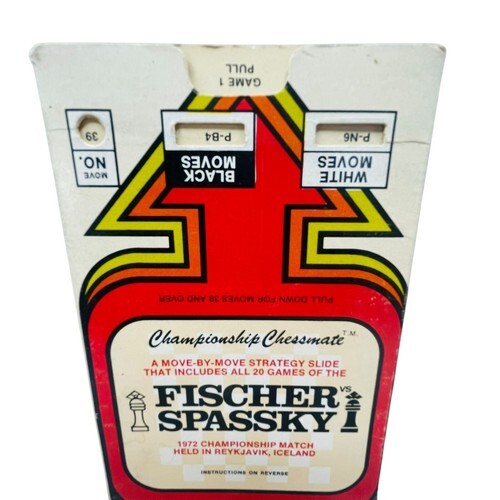 GAME 1
PULL
MOVE
NO.
39
BLACK
MOVES
P-B4
WHITE
MOVES
P-N6
PULL DOWN FOR MOVES 39 AND OVER
Championship Chessmate T.M.
A MOVE-BY-MOVE STRATEGY SLIDE
THAT INCLUDES ALL 20 GAMES OF THE
FISCHER VS
SPASSKY
1972 CHAMPIONSHIP MATCH
HELD IN REYKJAVIK, ICELAND
INSTRUCTIONS ON REVERSE